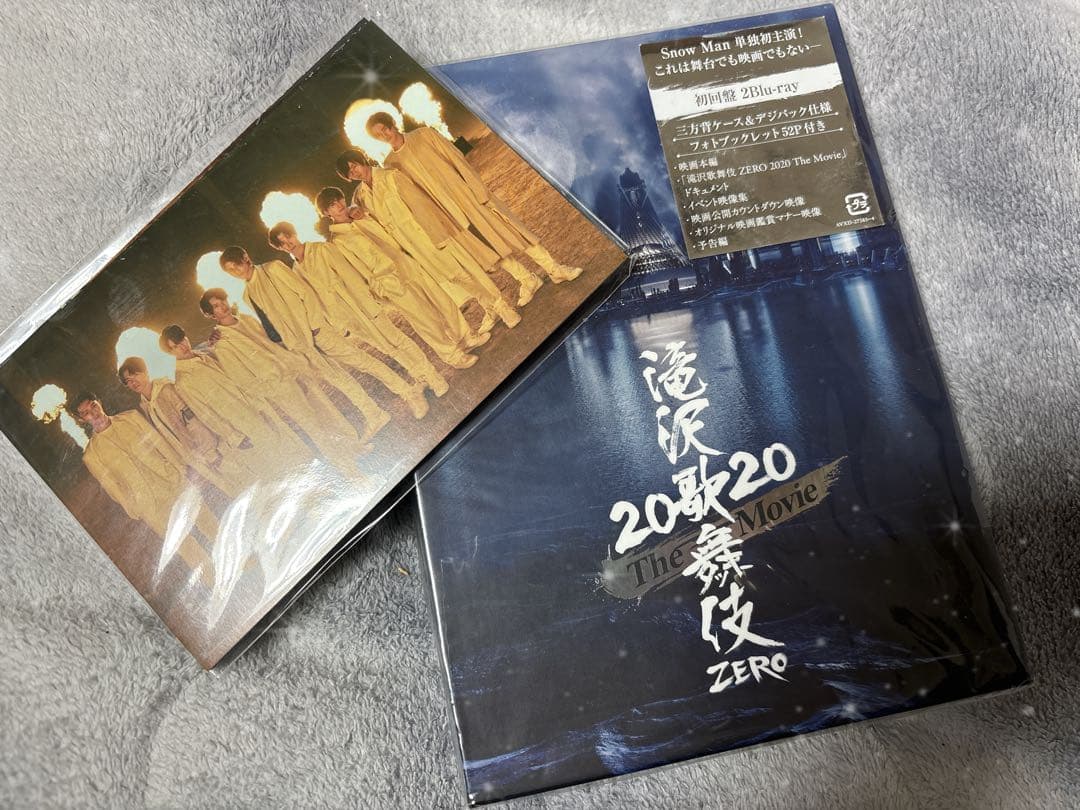 Snow Man 単独初主演!
これは舞台でも映画でもない―
初回盤 2Blu-ray
三方背ケース&デジパック仕様
フォトブックレット52P付き
・映画本編
・「滝沢歌舞伎 ZERO 2020 The Movie」
ドキュメント
・イベント映像集
・映画公開カウントダウン映像
・オリジナル映画鑑賞マナー映像
・予告編
滝沢歌舞伎
2020
The Movie
ZERO